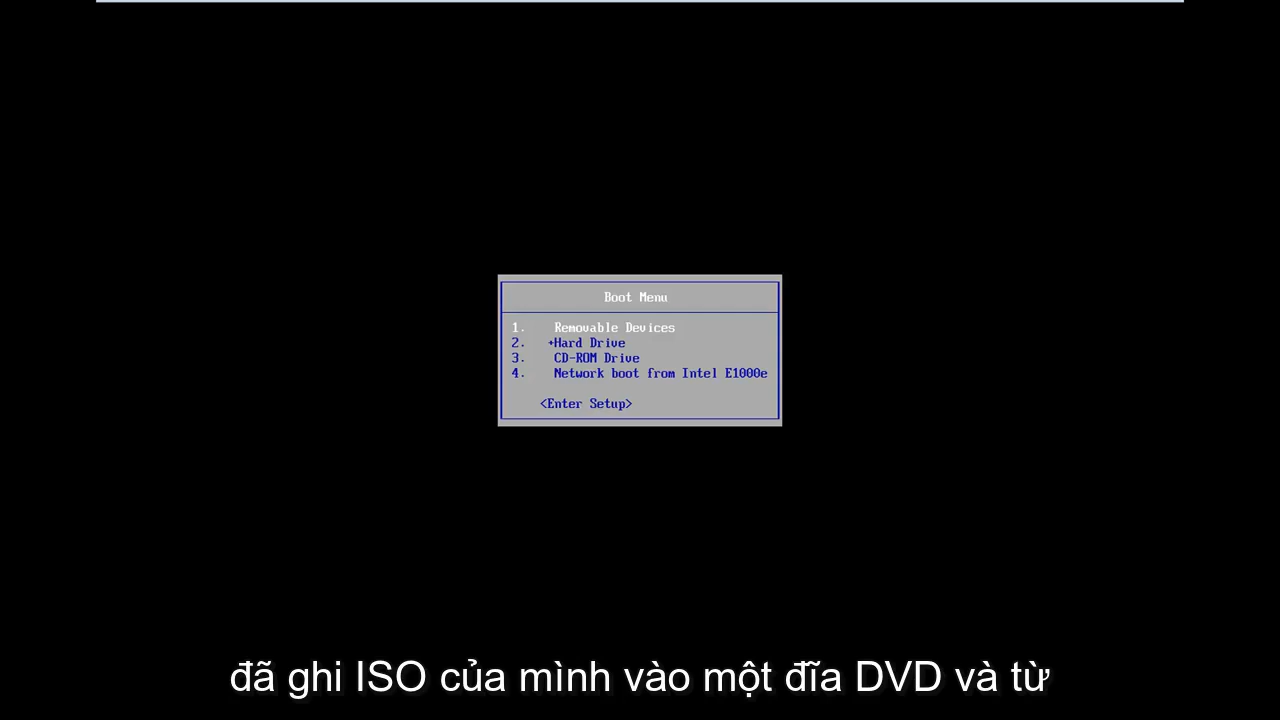 Boot Menu
1. Removable Devices
2. +Hard Drive
3. CD-ROM Drive
4. Network boot from Intel E1000e
<Enter Setup>
đã ghi ISO của mình vào một đĩa DVD và từ